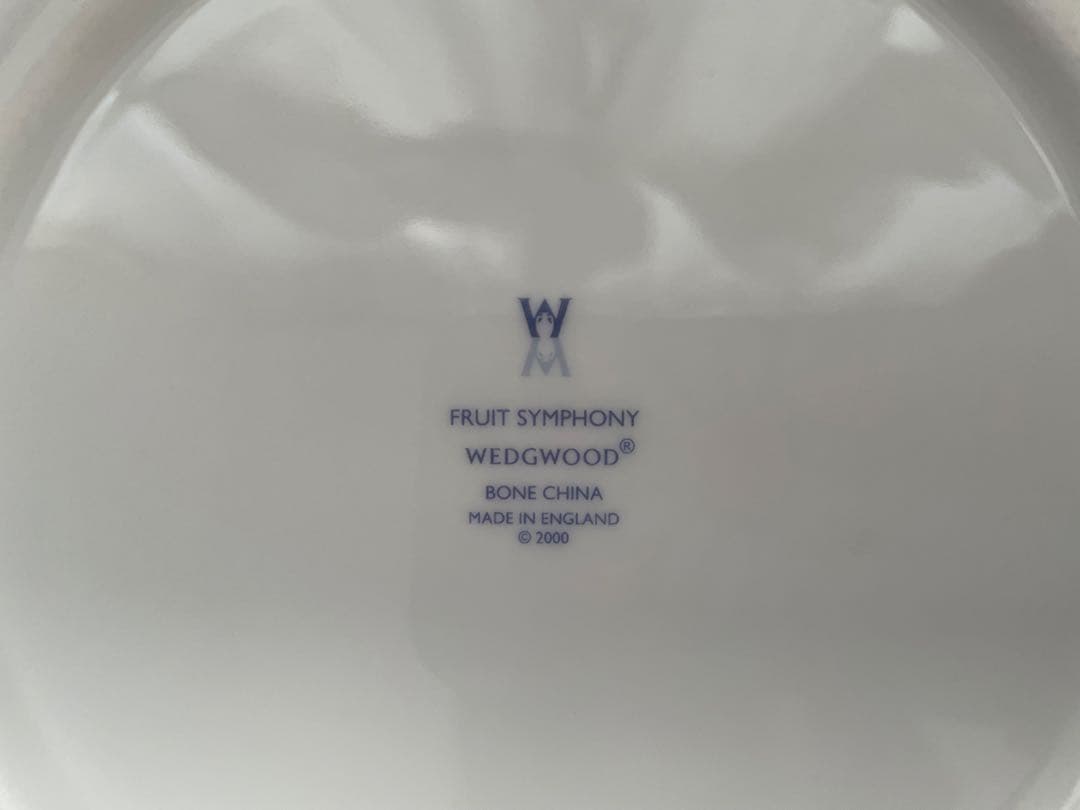 W
FRUIT SYMPHONY
WEDGWOOD®
BONE CHINA
MADE IN ENGLAND
© 2000